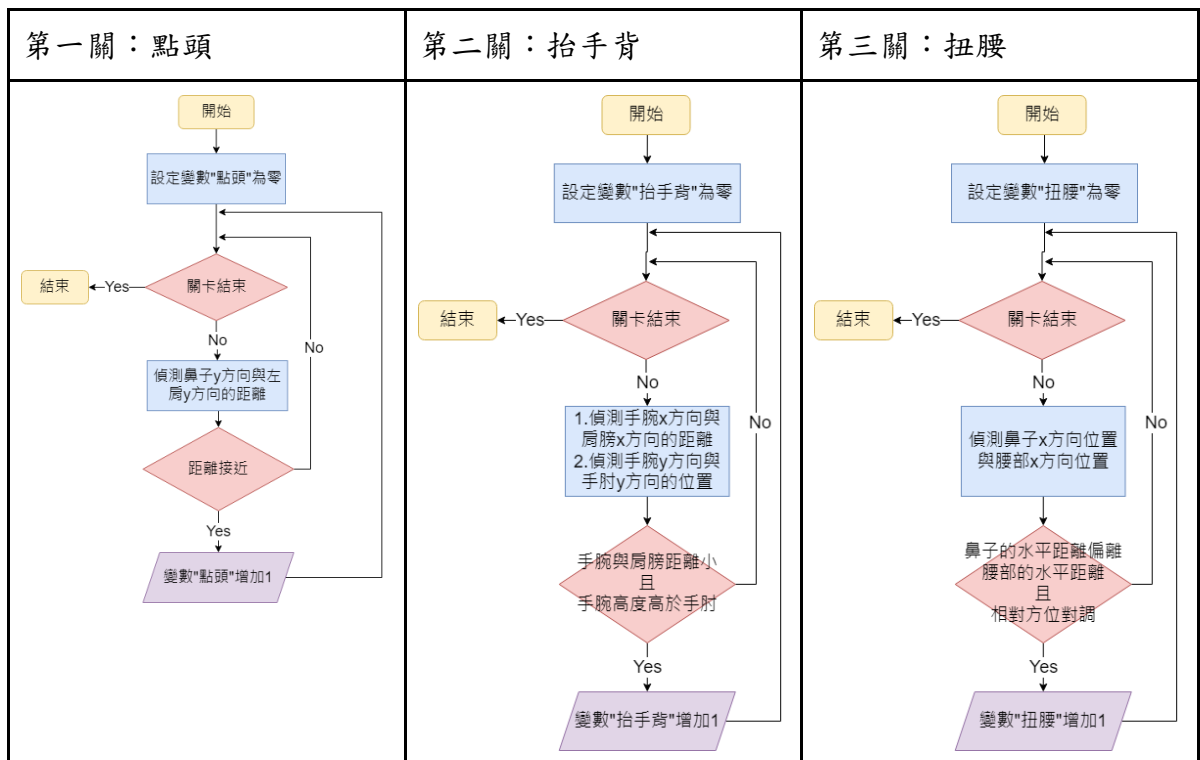 第一關：點頭
開始
設定變數"點頭"為零
關卡結束
Yes
結束
No
No
偵測鼻子y方向與左
肩y方向的距離
距離接近
Yes
變數"點頭"增加1
第二關：抬手背
開始
設定變數"抬手背"為零
關卡結束
Yes
結束
No
No
1.偵測手腕x方向與
肩膀x方向的距離
2.偵測手腕y方向與
手肘y方向的位置
手腕與肩膀距離小
且
手腕高度高於手肘
Yes
變數"抬手背"增加1
第三關：扭腰
開始
設定變數"扭腰"為零
關卡結束
Yes
結束
No
No
偵測鼻子x方向位置
與腰部x方向位置
鼻子的水平距離偏離
腰部的水平距離
且
相對方位對調
Yes
變數"扭腰"增加1